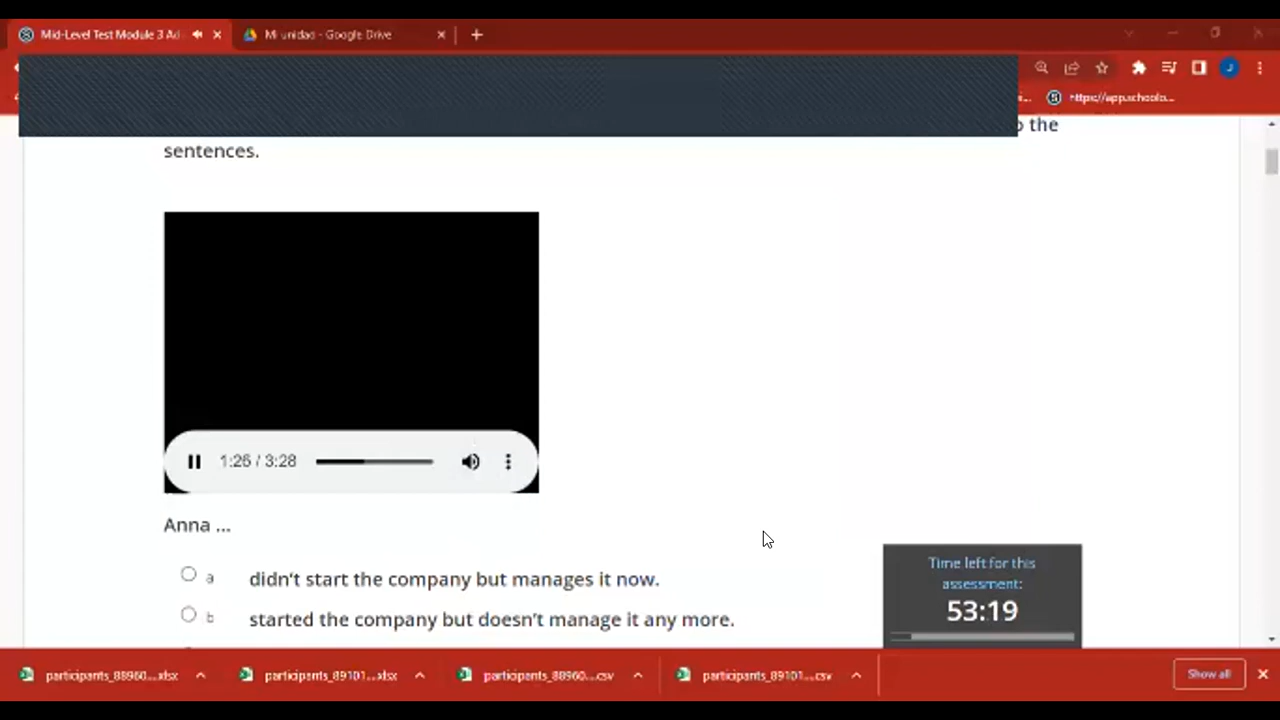 Mid-Level Test Module 3 Ad
Mi unidad - Google Drive
J
https://app.schoolo...
o the
sentences.
1:26 / 3:28
Anna ...
a didn't start the company but manages it now.
b started the company but doesn't manage it any more.
Time left for this
assessment:
53:19
participants_88960....xlsx
participants_89101....xlsx
participants_88960....csv
participants_89101....csv
Show all